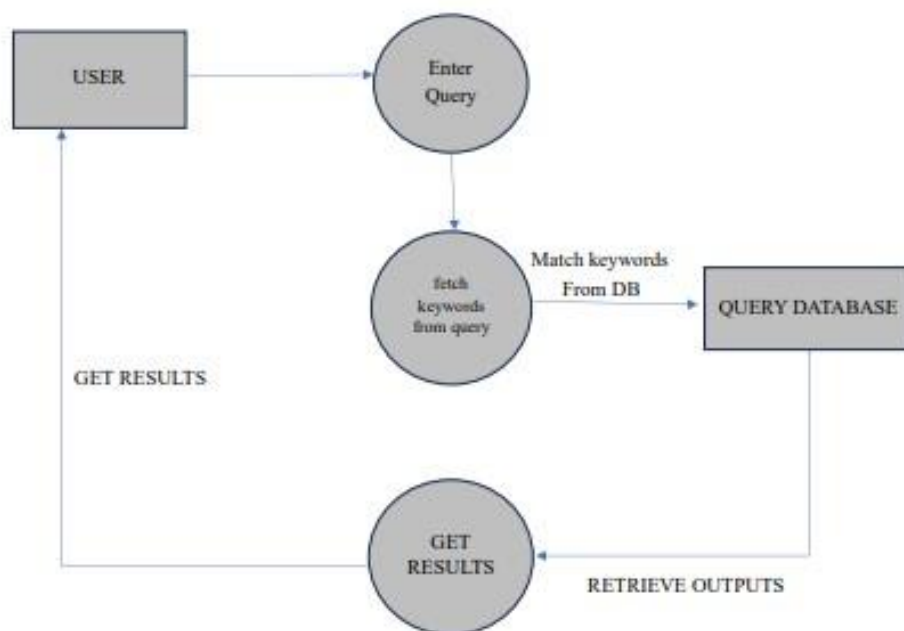 USER
Enter
Query
fetch
keywords
from query
Match keywords
From DB
QUERY DATABASE
GET RESULTS
GET
RESULTS
RETRIEVE OUTPUTS